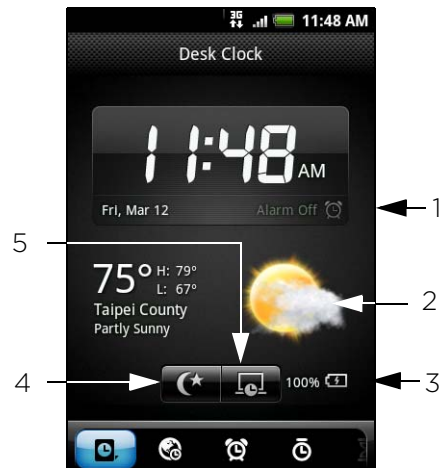 3G 11:48 AM
Desk Clock
11:48 AM
Fri, Mar 12 Alarm Off
1
5
75° H: 79°
L: 67°
Taipei County
Partly Sunny
2
4
100%
3